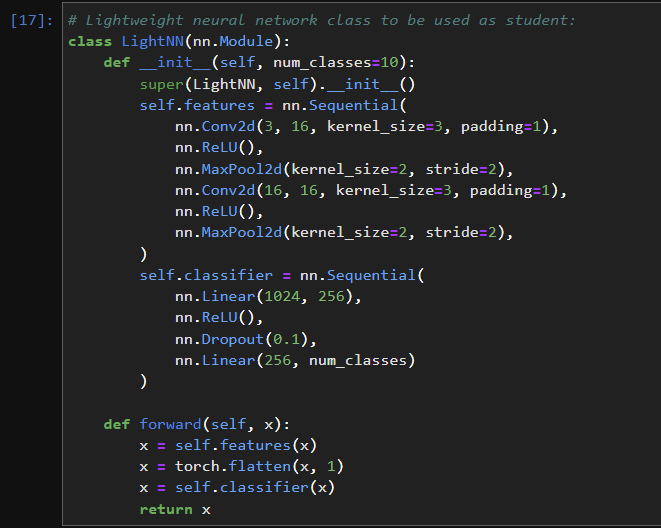 [17]: # Lightweight neural network class to be used as student:
class LightNN(nn.Module):
    def __init__(self, num_classes=10):
        super(LightNN, self).__init__()
        self.features = nn.Sequential(
            nn.Conv2d(3, 16, kernel_size=3, padding=1),
            nn.ReLU(),
            nn.MaxPool2d(kernel_size=2, stride=2),
            nn.Conv2d(16, 16, kernel_size=3, padding=1),
            nn.ReLU(),
            nn.MaxPool2d(kernel_size=2, stride=2),
        )
        self.classifier = nn.Sequential(
            nn.Linear(1024, 256),
            nn.ReLU(),
            nn.Dropout(0.1),
            nn.Linear(256, num_classes)
        )

    def forward(self, x):
        x = self.features(x)
        x = torch.flatten(x, 1)
        x = self.classifier(x)
        return x